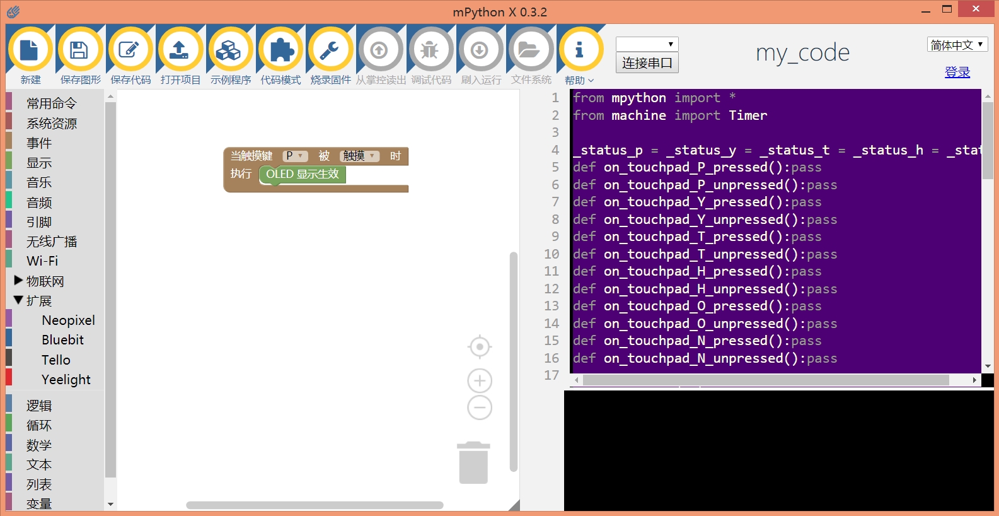 mPython X 0.3.2
新建 保存图形 保存代码 打开项目 示例程序 代码模式 烧录固件 从掌控读出 调试代码 刷入运行 文件系统 帮助
连接串口
my_code
简体中文
登录
常用命令
系统资源
事件
显示
音乐
音频
引脚
无线广播
Wi-Fi
物联网
扩展
Neopixel
Bluebit
Tello
Yeelight
逻辑
循环
数学
文本
列表
变量
当触摸键 P 被 触摸 时
执行 OLED 显示生效
1 from mpython import *
2 from machine import Timer
3
4 _status_p = _status_y = _status_t = _status_h = _stat
5 def on_touchpad_P_pressed():pass
6 def on_touchpad_P_unpressed():pass
7 def on_touchpad_Y_pressed():pass
8 def on_touchpad_Y_unpressed():pass
9 def on_touchpad_T_pressed():pass
10 def on_touchpad_T_unpressed():pass
11 def on_touchpad_H_pressed():pass
12 def on_touchpad_H_unpressed():pass
13 def on_touchpad_O_pressed():pass
14 def on_touchpad_O_unpressed():pass
15 def on_touchpad_N_pressed():pass
16 def on_touchpad_N_unpressed():pass
17